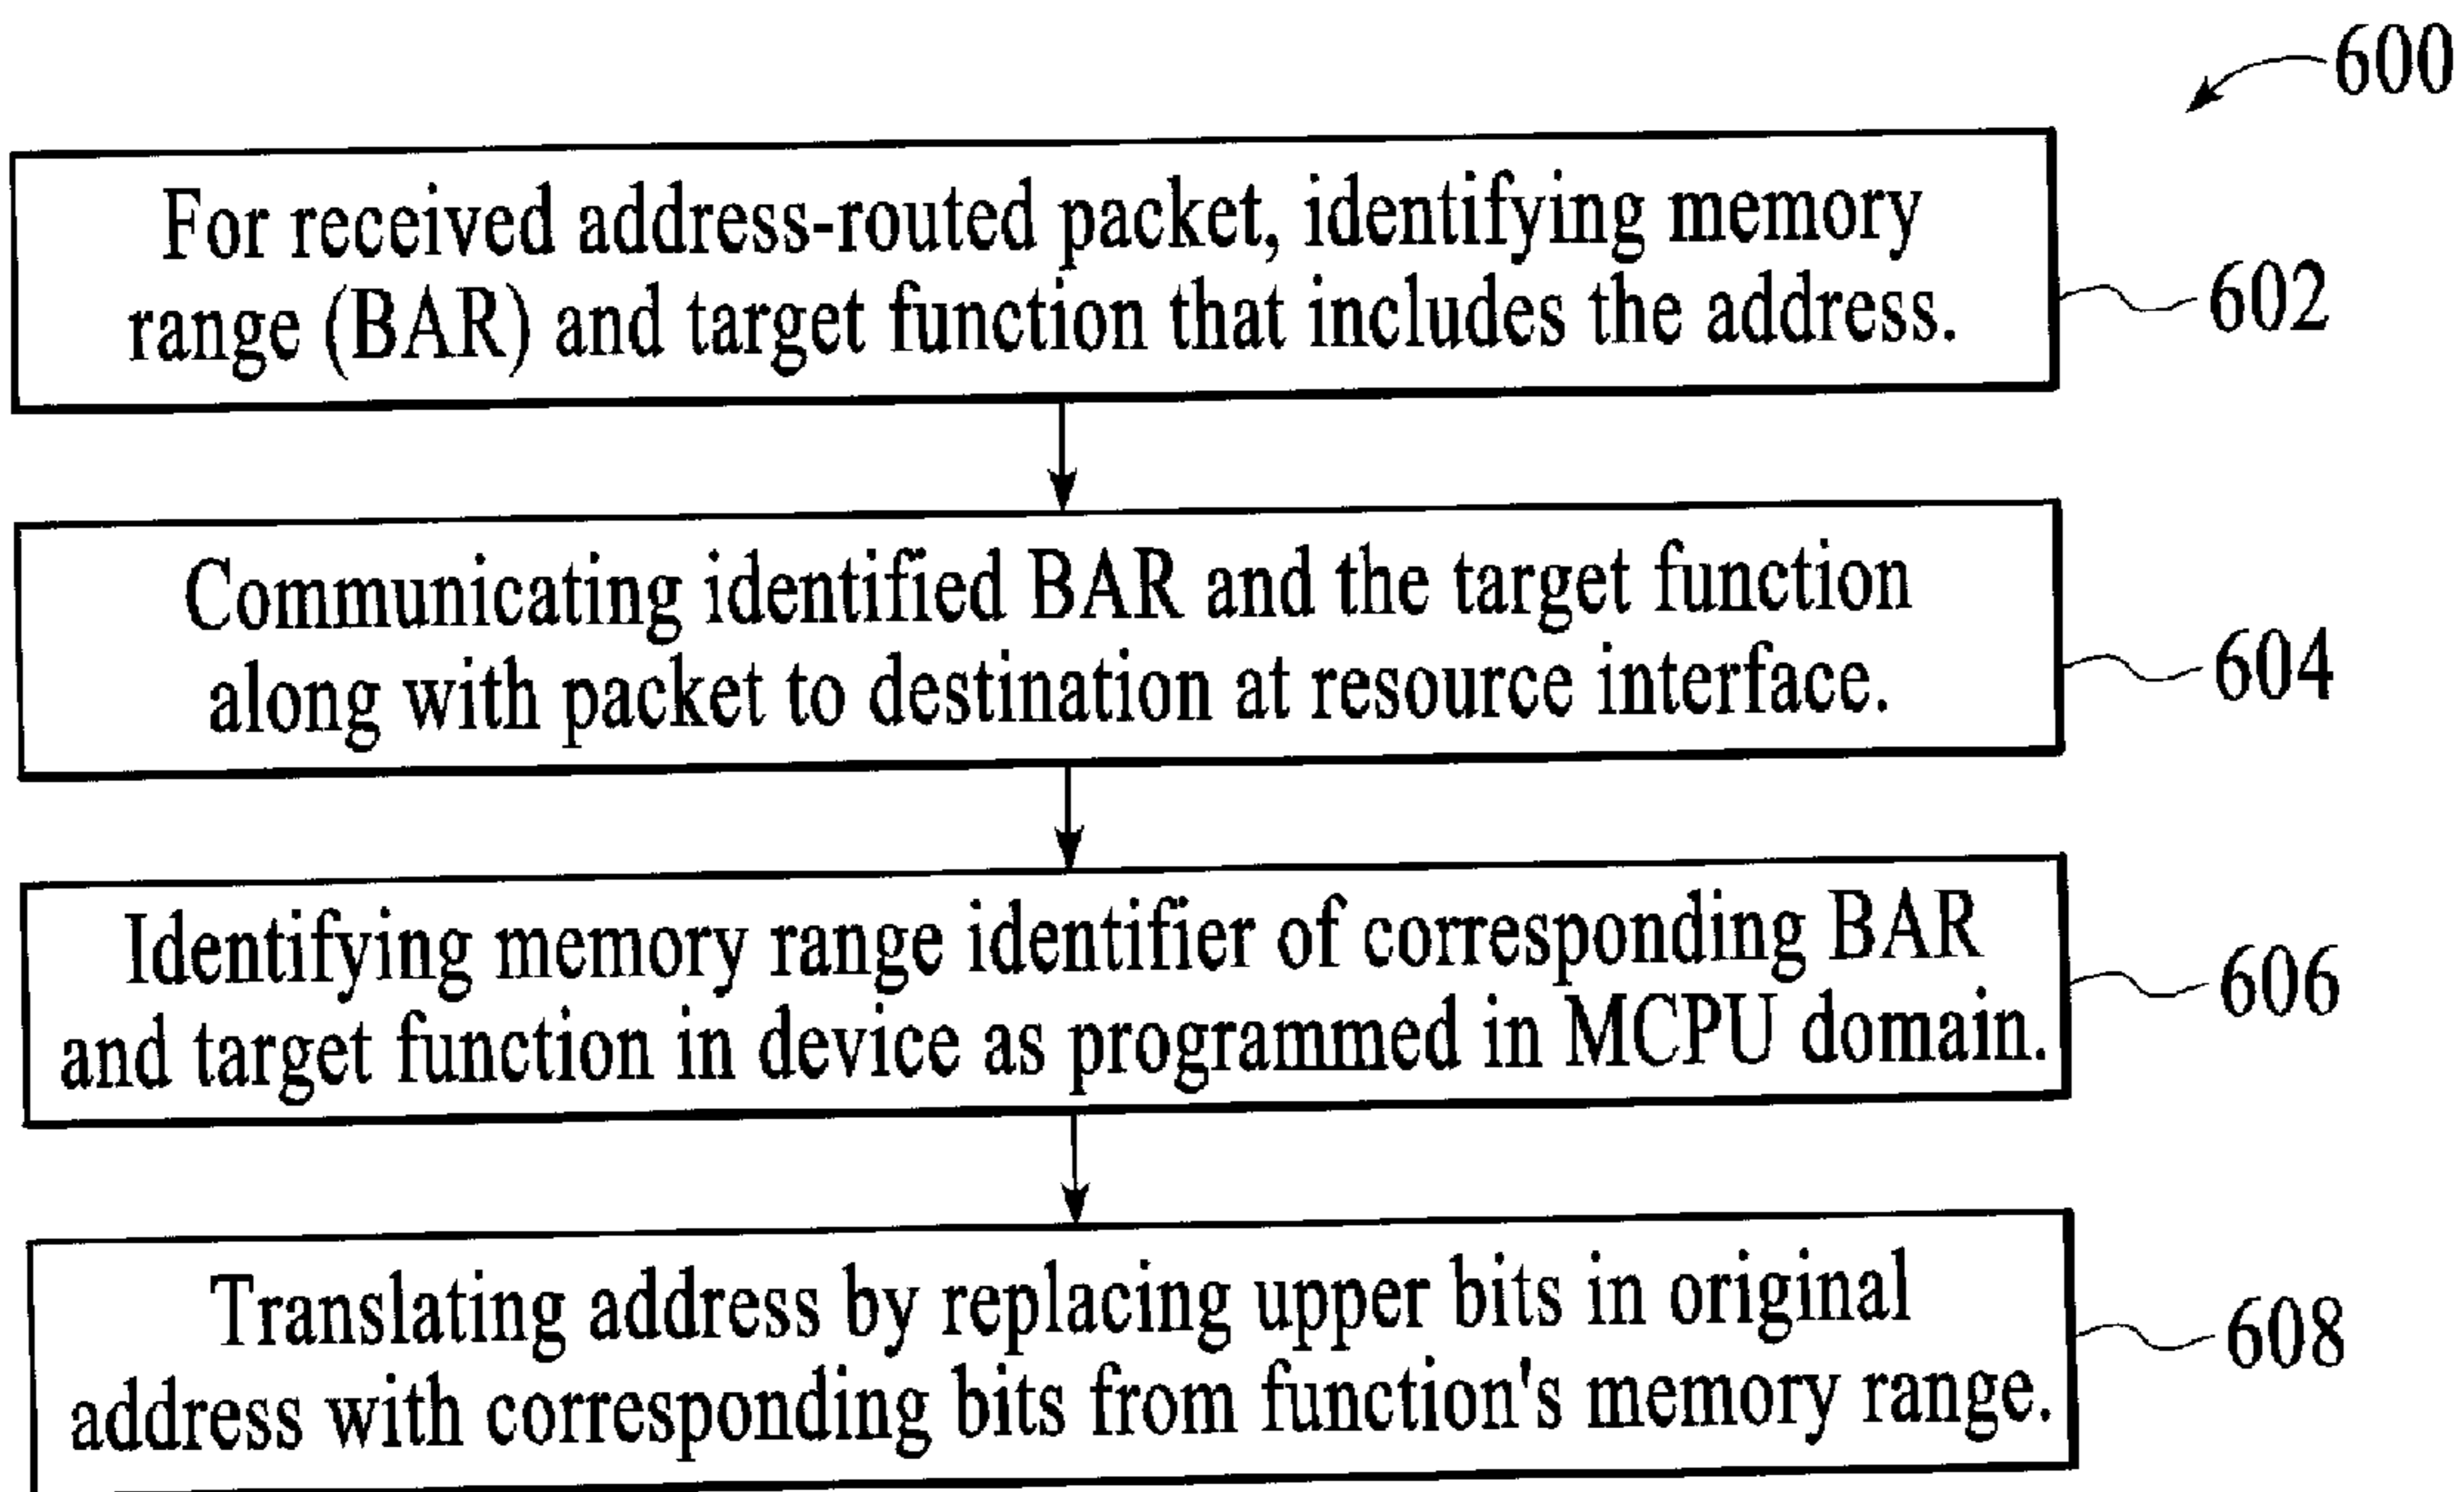 600
For received address-routed packet, identifying memory
range (BAR) and target function that includes the address.
602
Communicating identified BAR and the target function
along with packet to destination at resource interface.
604
Identifying memory range identifier of corresponding BAR
and target function in device as programmed in MCPU domain.
606
Translating address by replacing upper bits in original
address with corresponding bits from function's memory range.
608